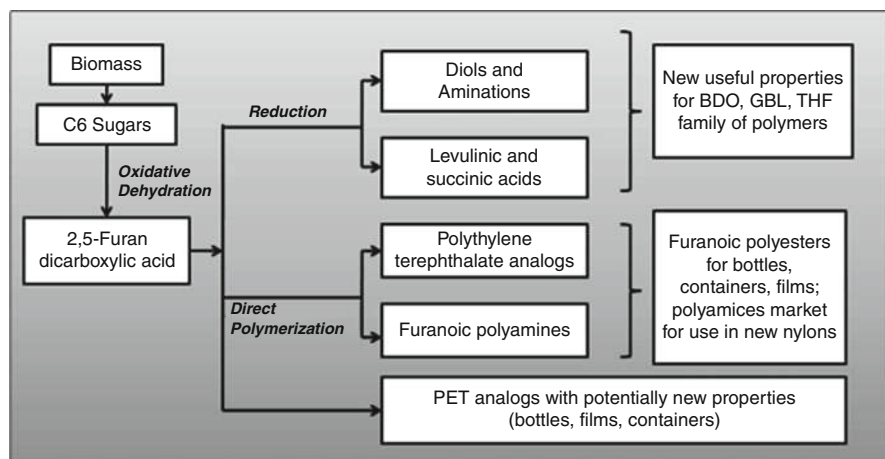 Biomass
C6 Sugars
Oxidative
Dehydration
2,5-Furan
dicarboxylic acid
Reduction
Diols and
Aminations
Levulinic and
succinic acids
New useful properties
for BDO, GBL, THF
family of polymers
Direct
Polymerization
Polythylene
terephthalate analogs
Furanoic polyamines
Furanoic polyesters
for bottles,
containers, films;
polyamices market
for use in new nylons
PET analogs with potentially new properties
(bottles, films, containers)